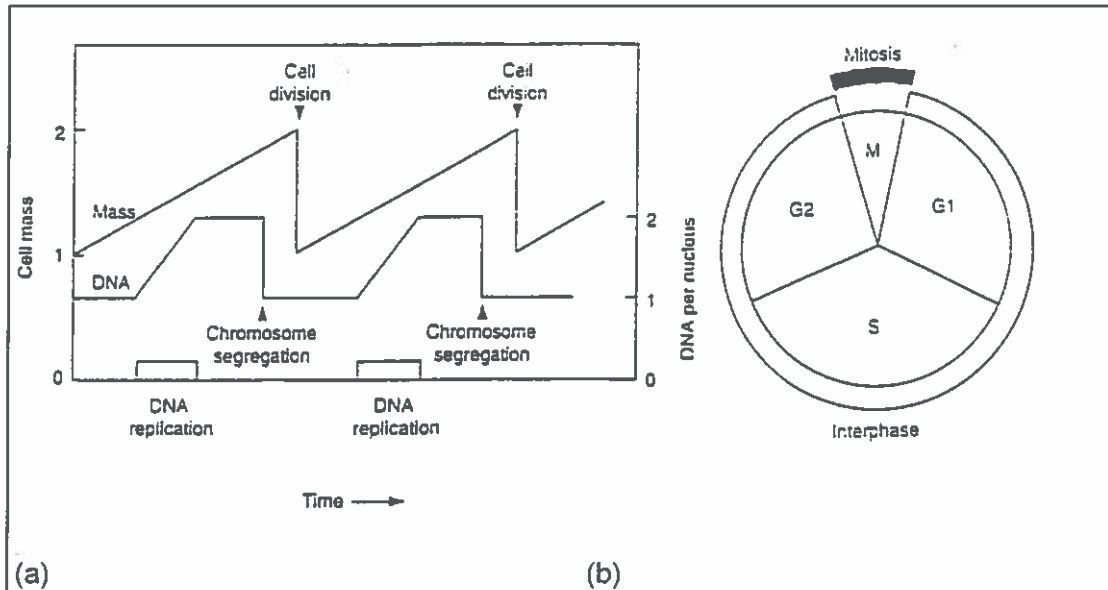 Cell
division
Cell
division
2
Mass
Cell mass
1
DNA
2
1
DNA per nucleus
Chromosome
segregation
Chromosome
segregation
0
0
DNA
replication
DNA
replication
Time
(a)
Mitosis
M
G2
G1
S
Interphase
(b)